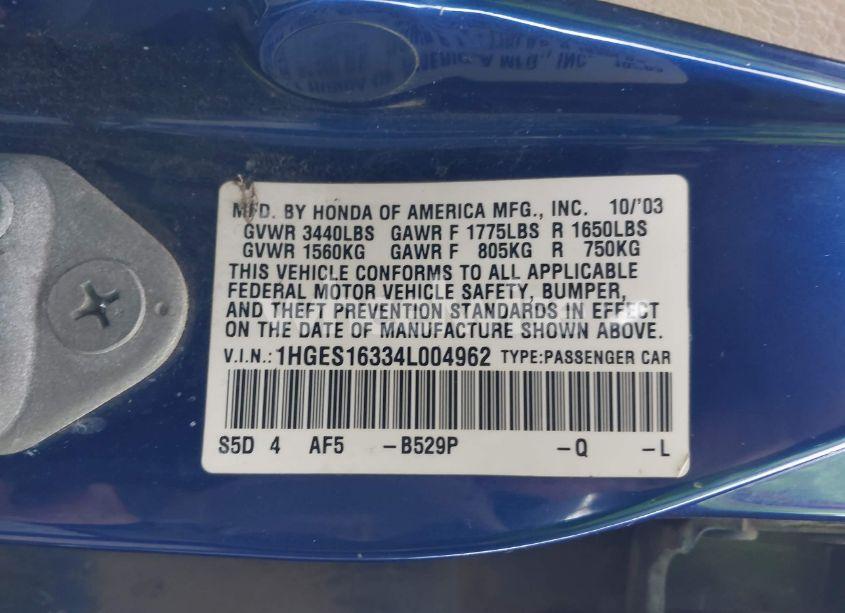 MFD. BY HONDA OF AMERICA MFG., INC. 10/'03
GVWR 3440LBS GAWR F 1775LBS R 1650LBS
GVWR 1560KG GAWR F 805KG R 750KG
THIS VEHICLE CONFORMS TO ALL APPLICABLE
FEDERAL MOTOR VEHICLE SAFETY, BUMPER,
AND THEFT PREVENTION STANDARDS IN EFFECT
ON THE DATE OF MANUFACTURE SHOWN ABOVE.
V.I.N.: 1HGES16334L004962 TYPE:PASSENGER CAR
S5D 4 AF5 -B529P -Q -L